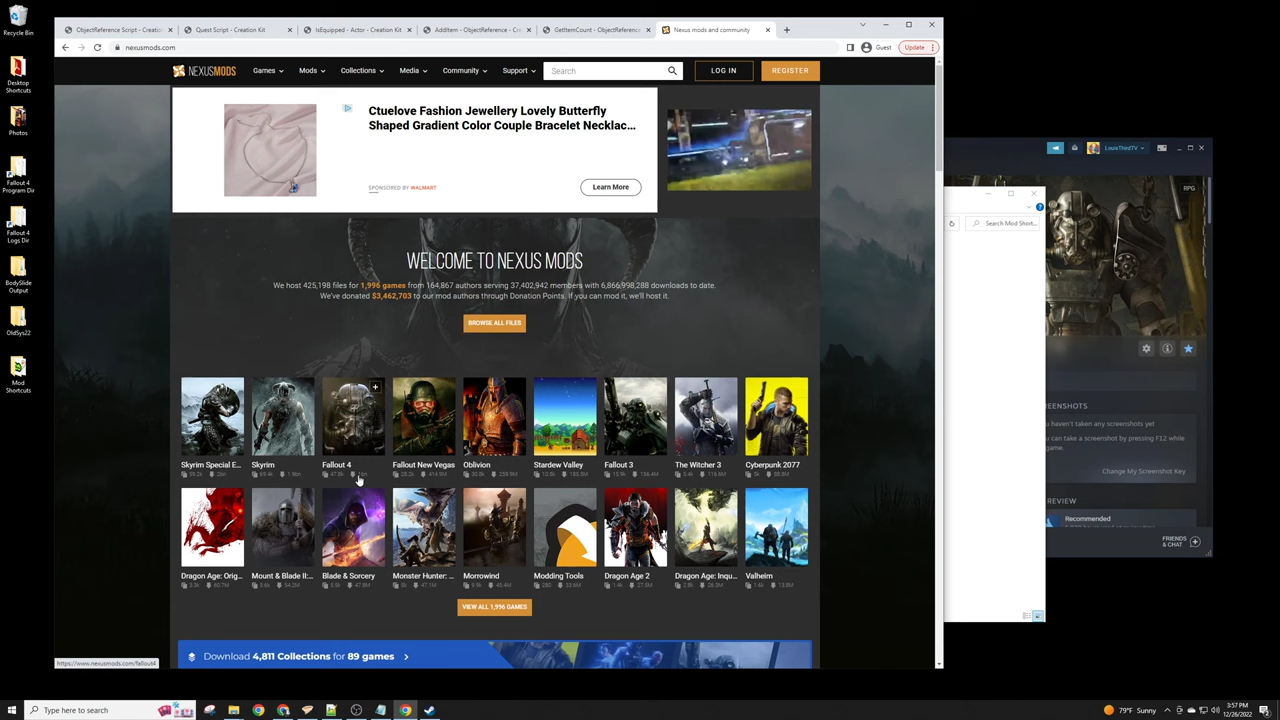 Recycle Bin
Desktop
Shortcuts
Photos
Fallout 4
Program Dir
Fallout 4
Logs Dir
BodySlide
Output
OldSys22
Mod
Shortcuts
ObjectReference Script - Creation
Quest Script - Creation Kit
IsEquipped - Actor - Creation Kit
AddItem - ObjectReference - Cre
GetItemCount - ObjectReference
Nexus mods and community
nexusmods.com
Guest
Update
NEXUSMODS
Games
Mods
Collections
Media
Community
Support
Search
LOG IN
REGISTER
Ctuelove Fashion Jewellery Lovely Butterfly
Shaped Gradient Color Couple Bracelet Necklac...
SPONSORED BY WALMART
Learn More
WELCOME TO NEXUS MODS
We host 425,198 files for 1,996 games from 164,867 authors serving 37,402,942 members with 6,866,998,288 downloads to date.
We've donated $3,462,703 to our mod authors through Donation Points. If you can mod it, we'll host it.
BROWSE ALL FILES
Skyrim Special E...
Skyrim
Fallout 4
Fallout New Vegas
Oblivion
Stardew Valley
Fallout 3
The Witcher 3
Cyberpunk 2077
Dragon Age: Orig...
Mount & Blade II:...
Blade & Sorcery
Monster Hunter: ...
Morrowind
Modding Tools
Dragon Age 2
Dragon Age: Inqu...
Valheim
VIEW ALL 1,996 GAMES
Download 4,811 Collections for 89 games
https://www.nexusmods.com/fallout4
LouisThirdTV
RPG
Search Mod Short...
EENSHOTS
u haven't taken any screenshots yet
u can take a screenshot by pressing F12 while
game.
Change My Screenshot Key
REVIEW
Recommended
FRIENDS
& CHAT
Type here to search
79°F Sunny
3:57 PM
12/26/2022